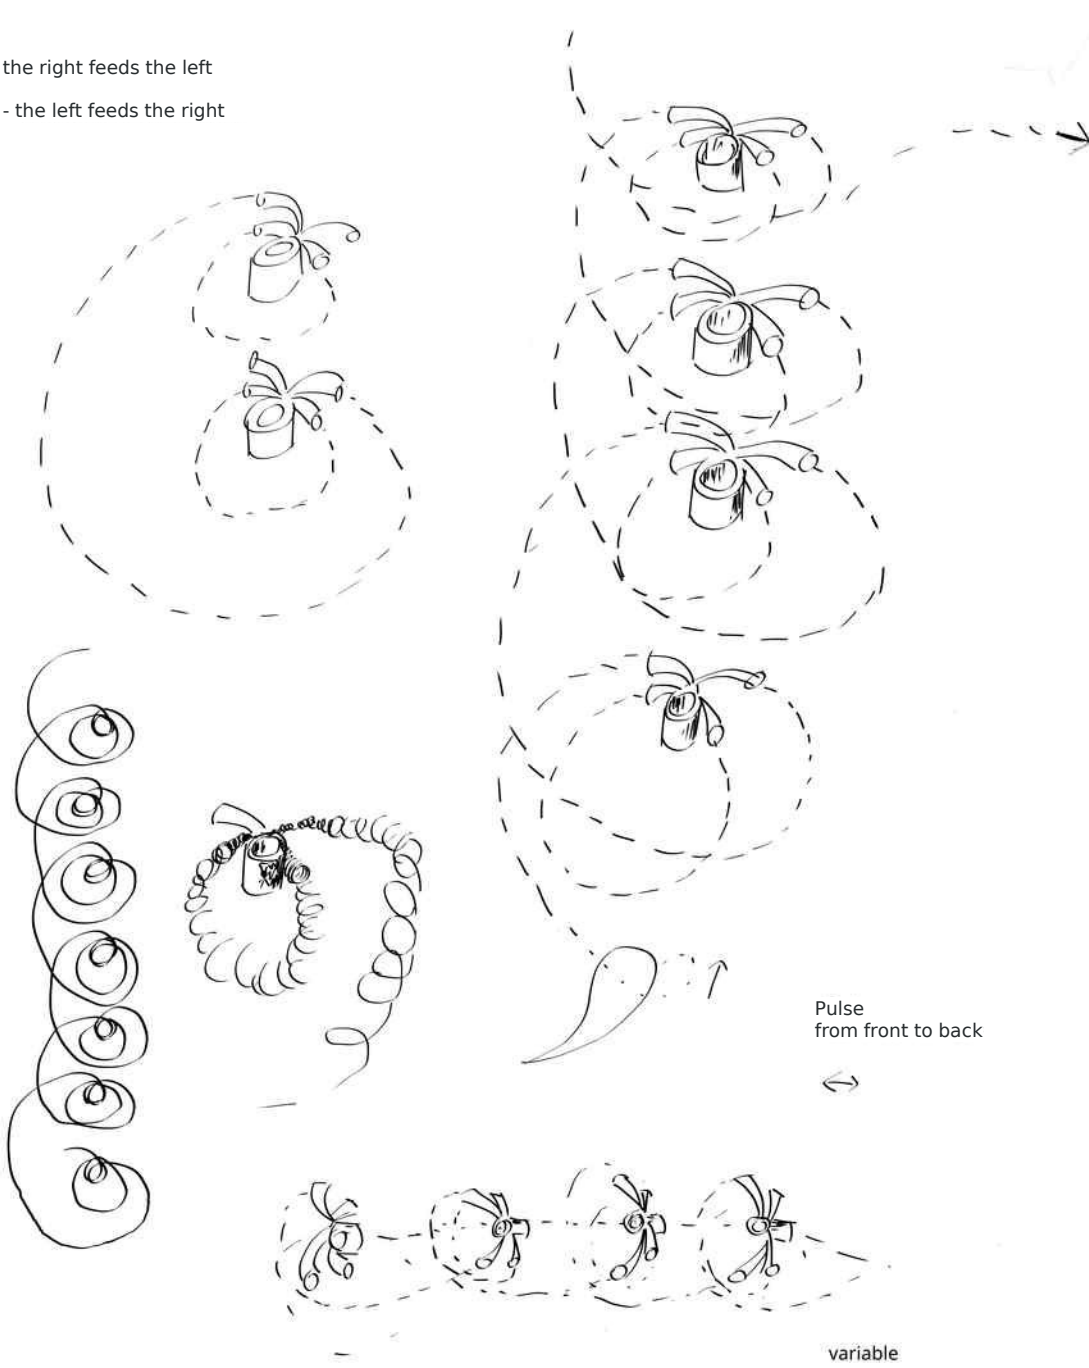 the right feeds the left
- the left feeds the right
Pulse
from front to back
variable